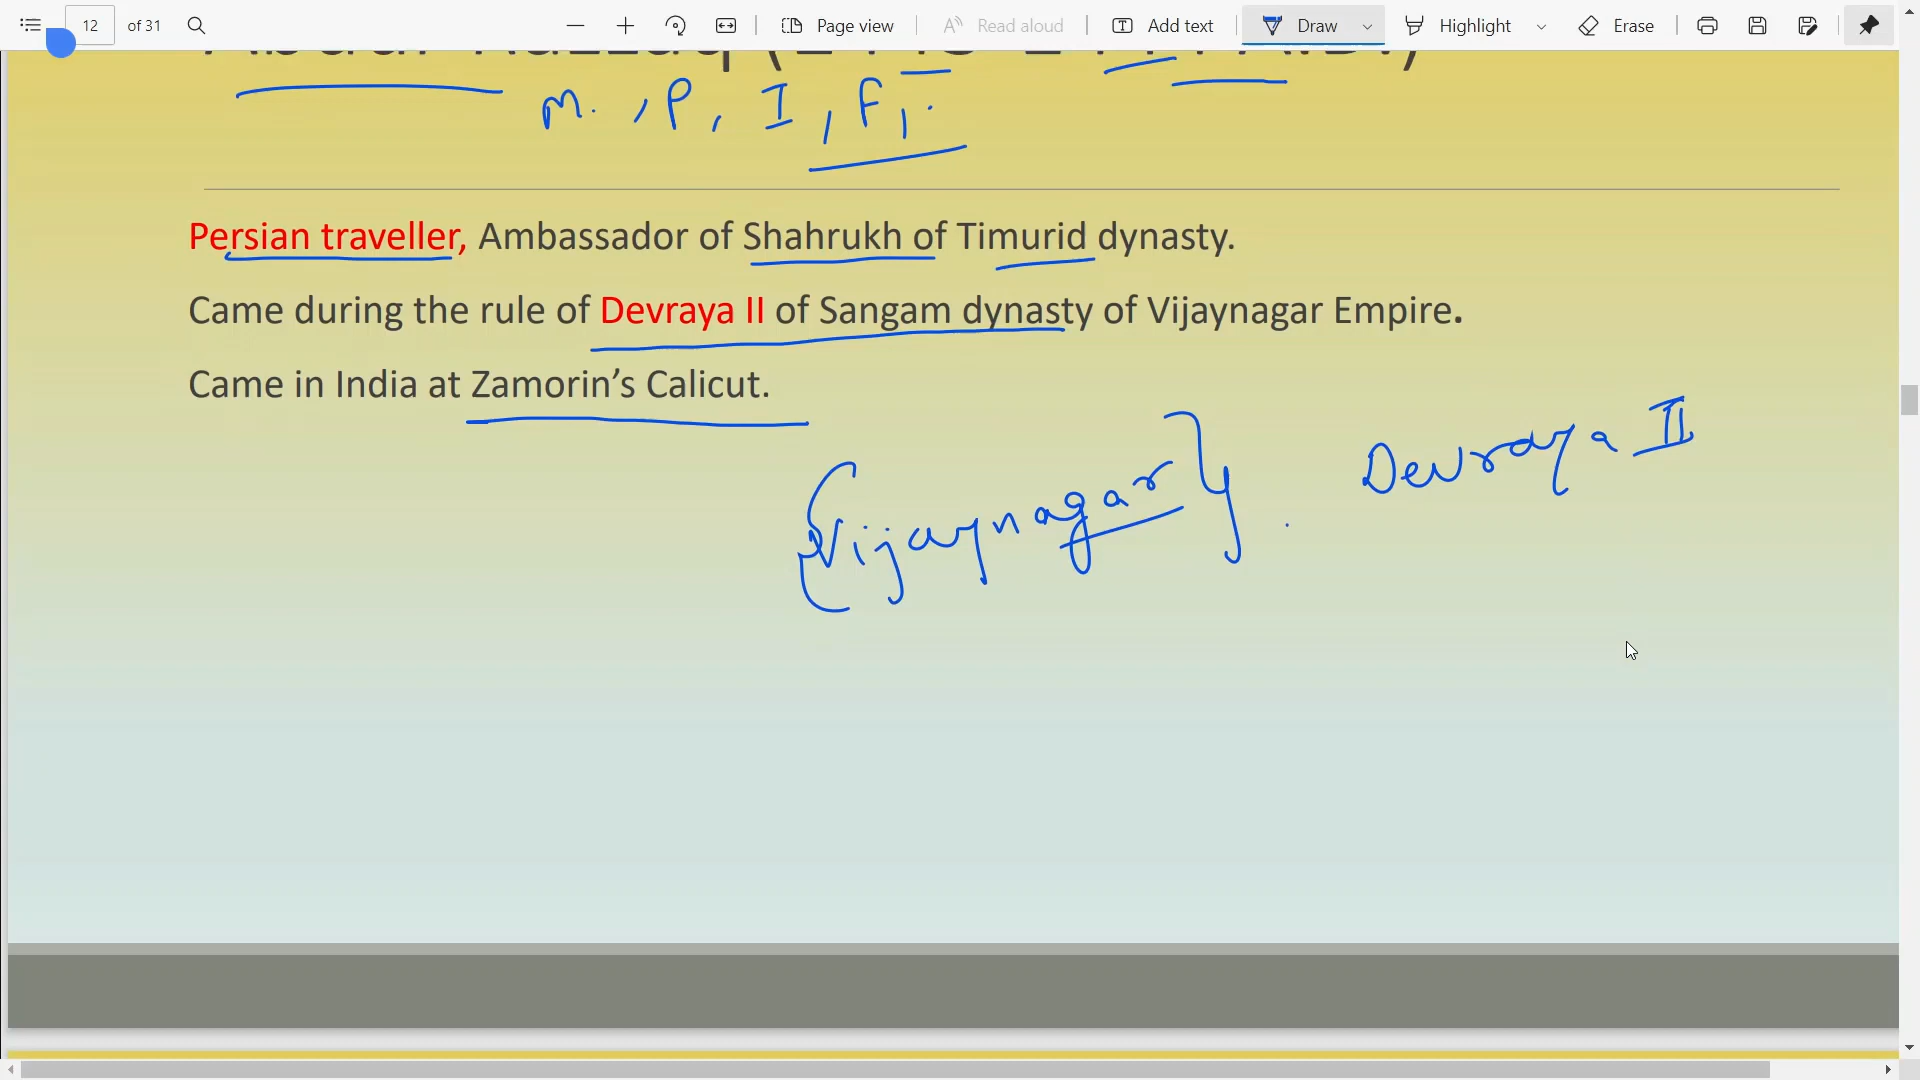 12 of 31 Page view Read aloud Add text Draw Highlight Erase
M. , P, I, F, .
Persian traveller, Ambassador of Shahrukh of Timurid dynasty.
Came during the rule of Devraya II of Sangam dynasty of Vijaynagar Empire.
Came in India at Zamorin’s Calicut.
Devraya II
{Vijaynagar}